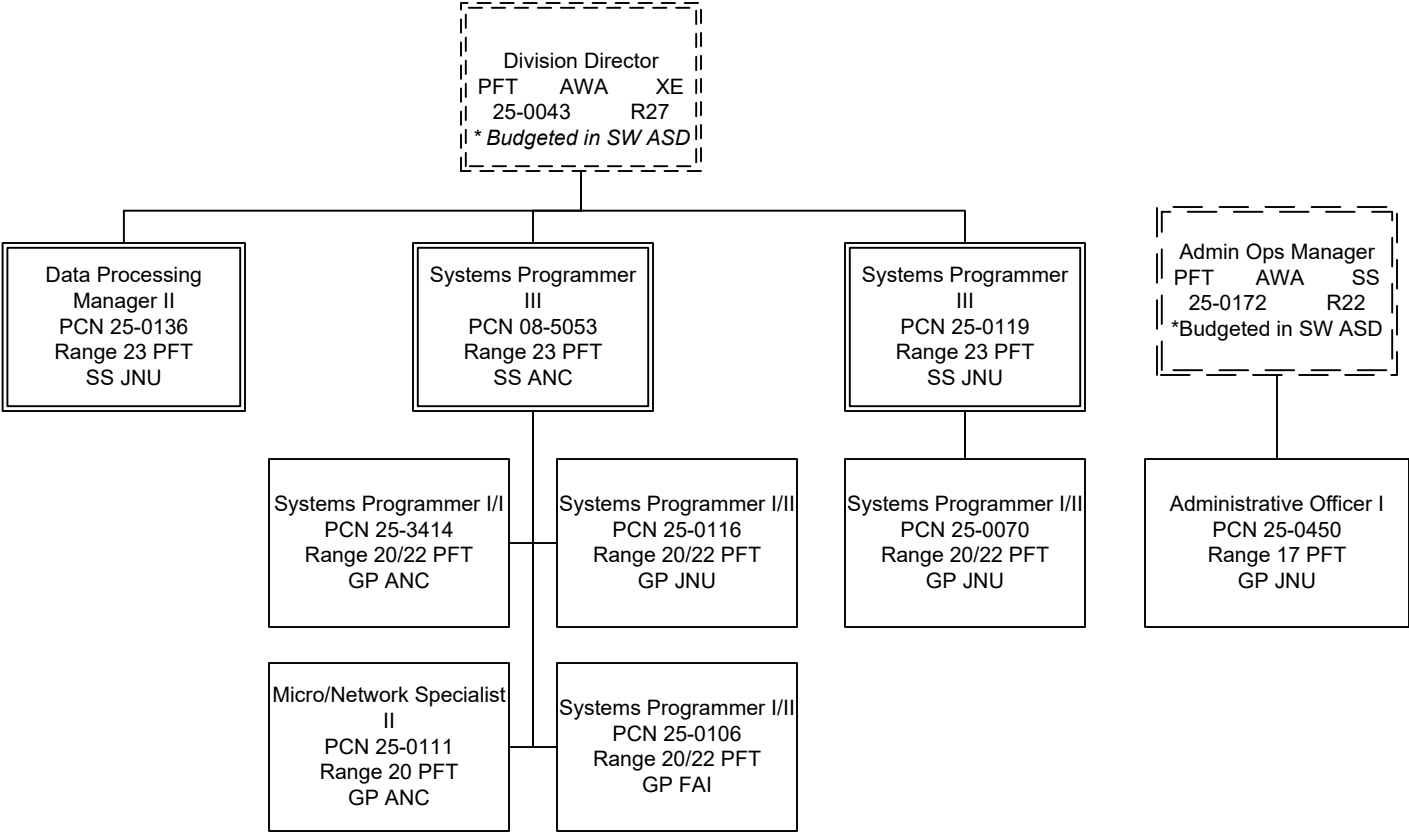 Division Director
PFT AWA XE
25-0043 R27
* Budgeted in SW ASD
Data Processing
Manager II
PCN 25-0136
Range 23 PFT
SS JNU
Systems Programmer
III
PCN 08-5053
Range 23 PFT
SS ANC
Systems Programmer
III
PCN 25-0119
Range 23 PFT
SS JNU
Admin Ops Manager
PFT AWA SS
25-0172 R22
*Budgeted in SW ASD
Systems Programmer I/I
PCN 25-3414
Range 20/22 PFT
GP ANC
Systems Programmer I/II
PCN 25-0116
Range 20/22 PFT
GP JNU
Systems Programmer I/II
PCN 25-0070
Range 20/22 PFT
GP JNU
Administrative Officer I
PCN 25-0450
Range 17 PFT
GP JNU
Micro/Network Specialist
II
PCN 25-0111
Range 20 PFT
GP ANC
Systems Programmer I/II
PCN 25-0106
Range 20/22 PFT
GP FAI